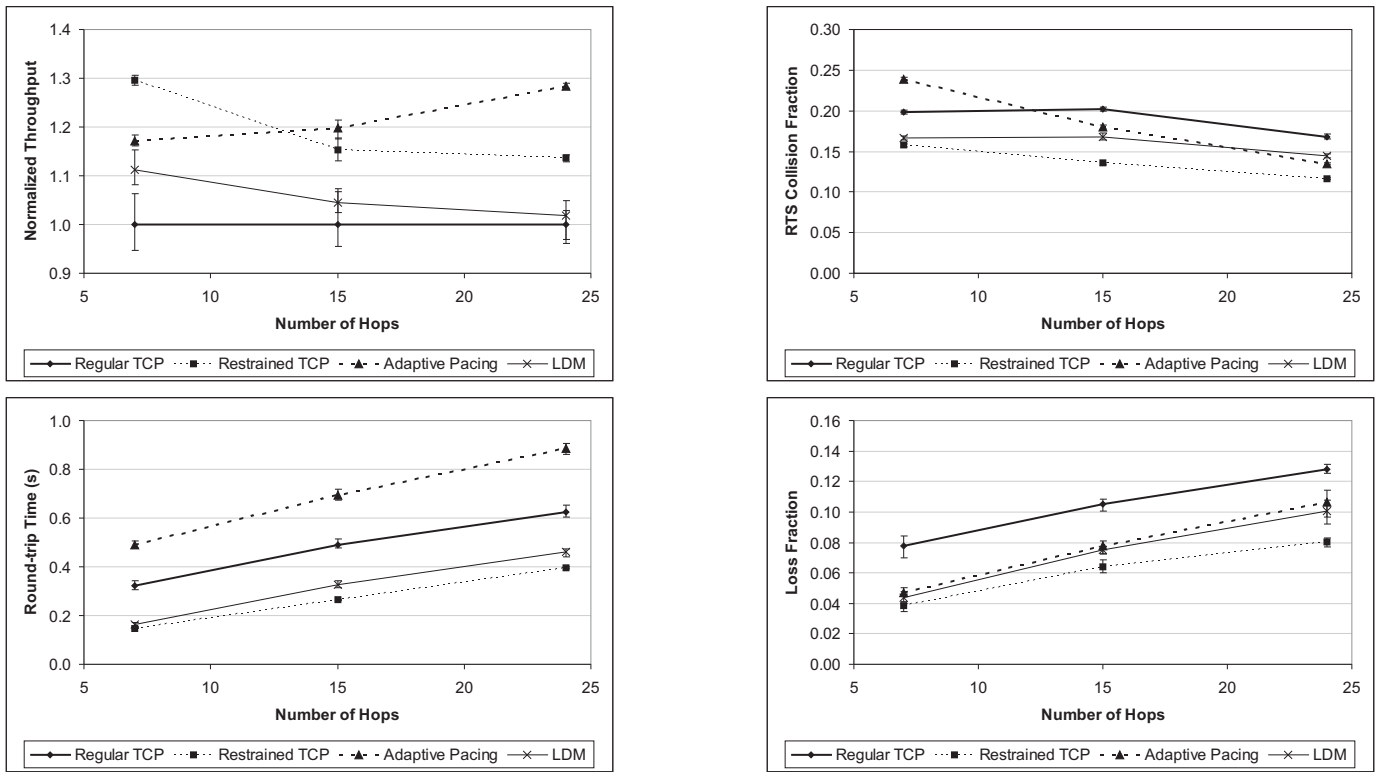 Normalized Throughput
1.4
1.3
1.2
1.1
1.0
0.9
5 10 15 20 25
Number of Hops
Regular TCP Restrained TCP Adaptive Pacing LDM
RTS Collision Fraction
0.30
0.25
0.20
0.15
0.10
0.05
0.00
5 10 15 20 25
Number of Hops
Regular TCP Restrained TCP Adaptive Pacing LDM
Round-trip Time (s)
1.0
0.8
0.6
0.4
0.2
0.0
5 10 15 20 25
Number of Hops
Regular TCP Restrained TCP Adaptive Pacing LDM
Loss Fraction
0.16
0.14
0.12
0.10
0.08
0.06
0.04
0.02
0.00
5 10 15 20 25
Number of Hops
Regular TCP Restrained TCP Adaptive Pacing LDM